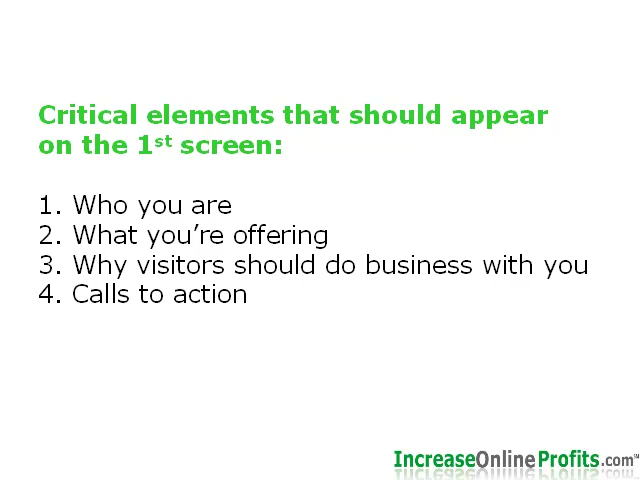 Critical elements that should appear
on the 1st screen:
1. Who you are
2. What you’re offering
3. Why visitors should do business with you
4. Calls to action
IncreaseOnlineProfits.com℠